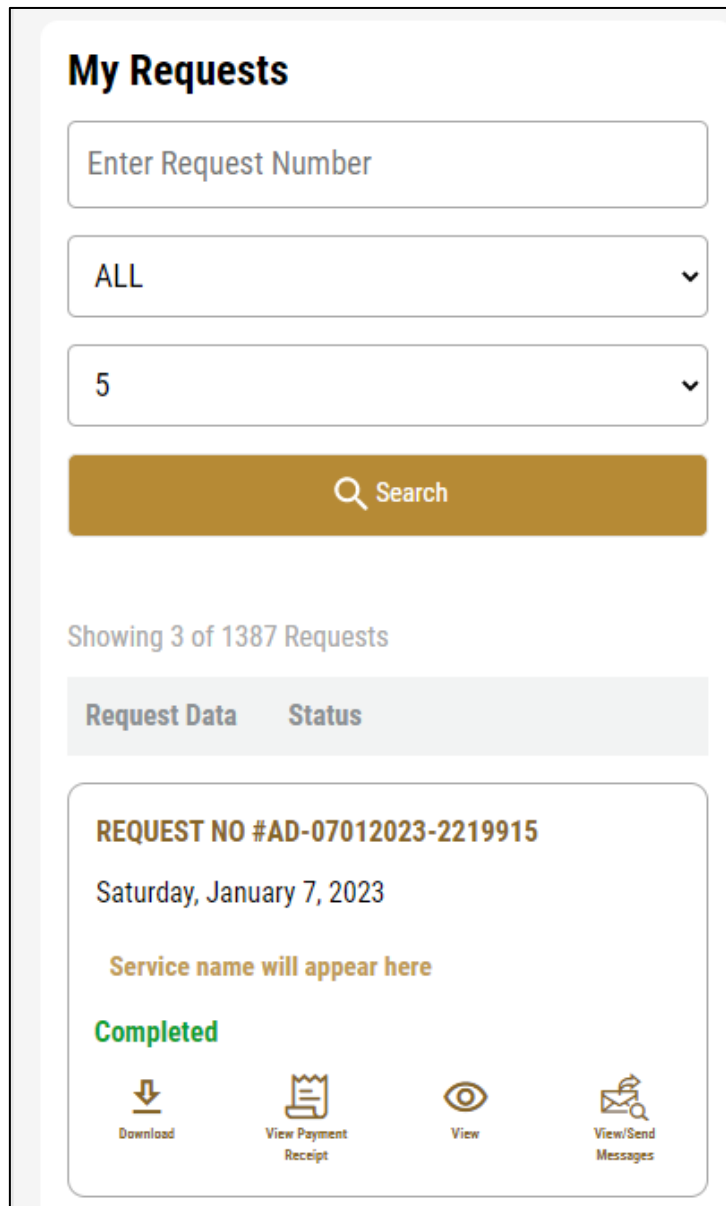 My Requests
Enter Request Number
ALL
5
Search
Showing 3 of 1387 Requests
Request Data Status
REQUEST NO #AD-07012023-2219915
Saturday, January 7, 2023
Service name will appear here
Completed
Download View Payment View View/Send
Receipt Messages